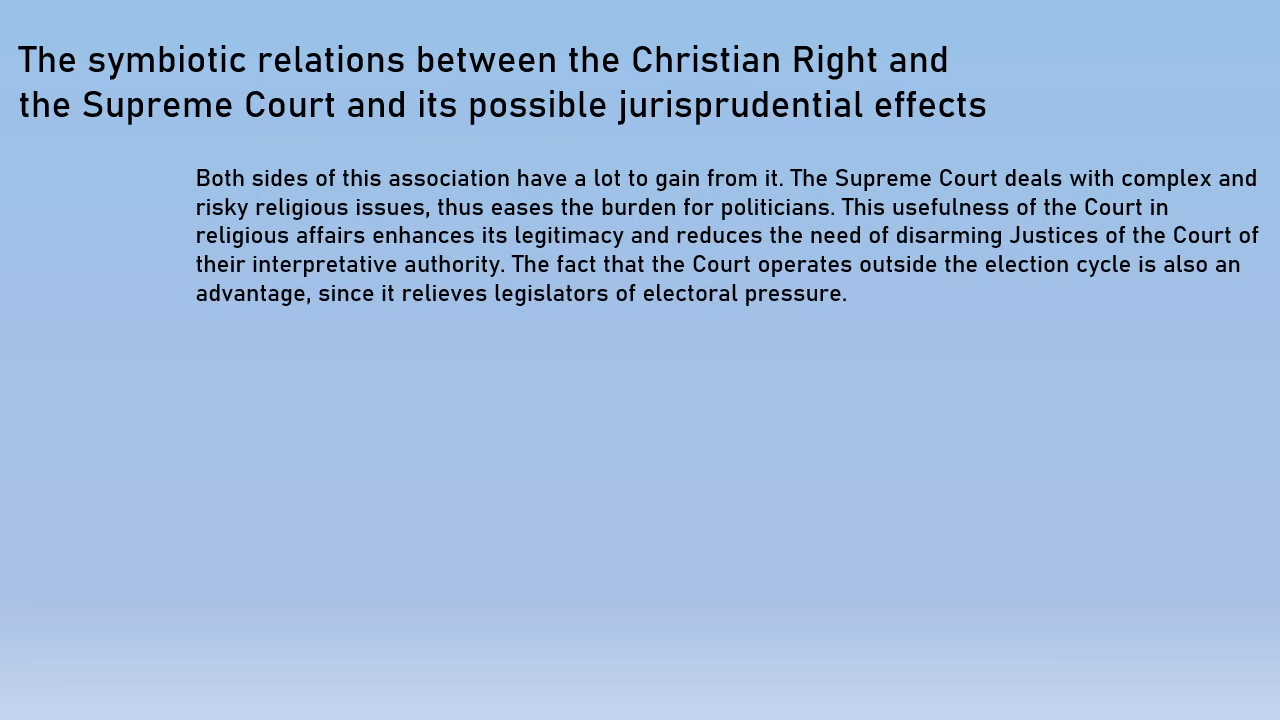 The symbiotic relations between the Christian Right and
the Supreme Court and its possible jurisprudential effects
Both sides of this association have a lot to gain from it. The Supreme Court deals with complex and
risky religious issues, thus eases the burden for politicians. This usefulness of the Court in
religious affairs enhances its legitimacy and reduces the need of disarming Justices of the Court of
their interpretative authority. The fact that the Court operates outside the election cycle is also an
advantage, since it relieves legislators of electoral pressure.